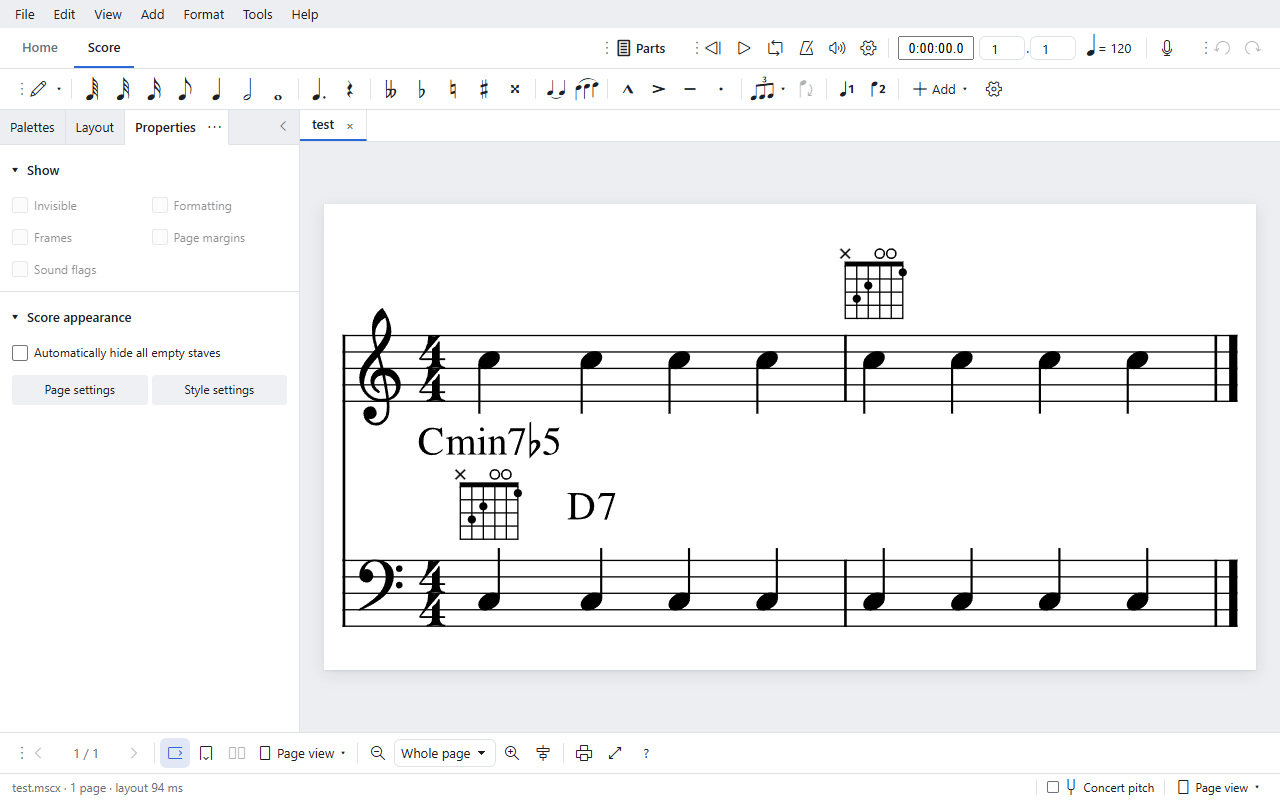 File Edit View Add Format Tools Help
Home Score Parts 0:00:00.0 1 . 1 = 120
3 1 2 Add
Palettes Layout Properties ··· test ×
Show
Invisible Formatting
Frames Page margins
Sound flags
Score appearance
Automatically hide all empty staves
Page settings Style settings
Cmin7♭5
D7
1 / 1 Page view Whole page ?
test.mscx · 1 page · layout 94 ms Concert pitch Page view